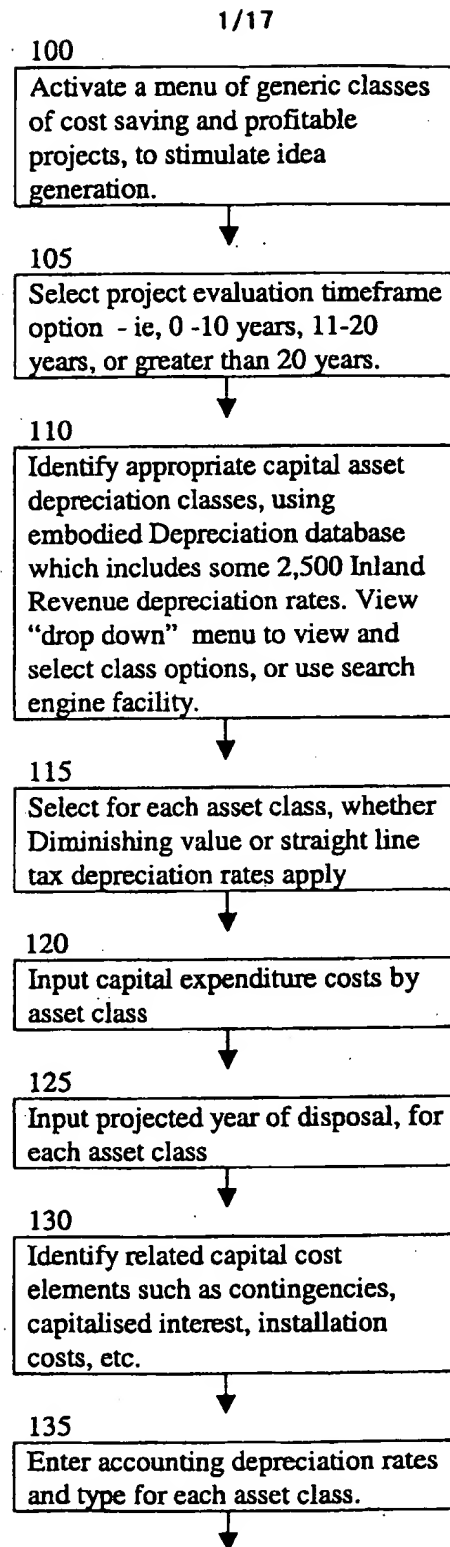 1/17
100
Activate a menu of generic classes
of cost saving and profitable
projects, to stimulate idea
generation.
105
Select project evaluation timeframe
option - ie, 0 -10 years, 11-20
years, or greater than 20 years.
110
Identify appropriate capital asset
depreciation classes, using
embodied Depreciation database
which includes some 2,500 Inland
Revenue depreciation rates. View
“drop down” menu to view and
select class options, or use search
engine facility.
115
Select for each asset class, whether
Diminishing value or straight line
tax depreciation rates apply
120
Input capital expenditure costs by
asset class
125
Input projected year of disposal, for
each asset class
130
Identify related capital cost
elements such as contingencies,
capitalised interest, installation
costs, etc.
135
Enter accounting depreciation rates
and type for each asset class.